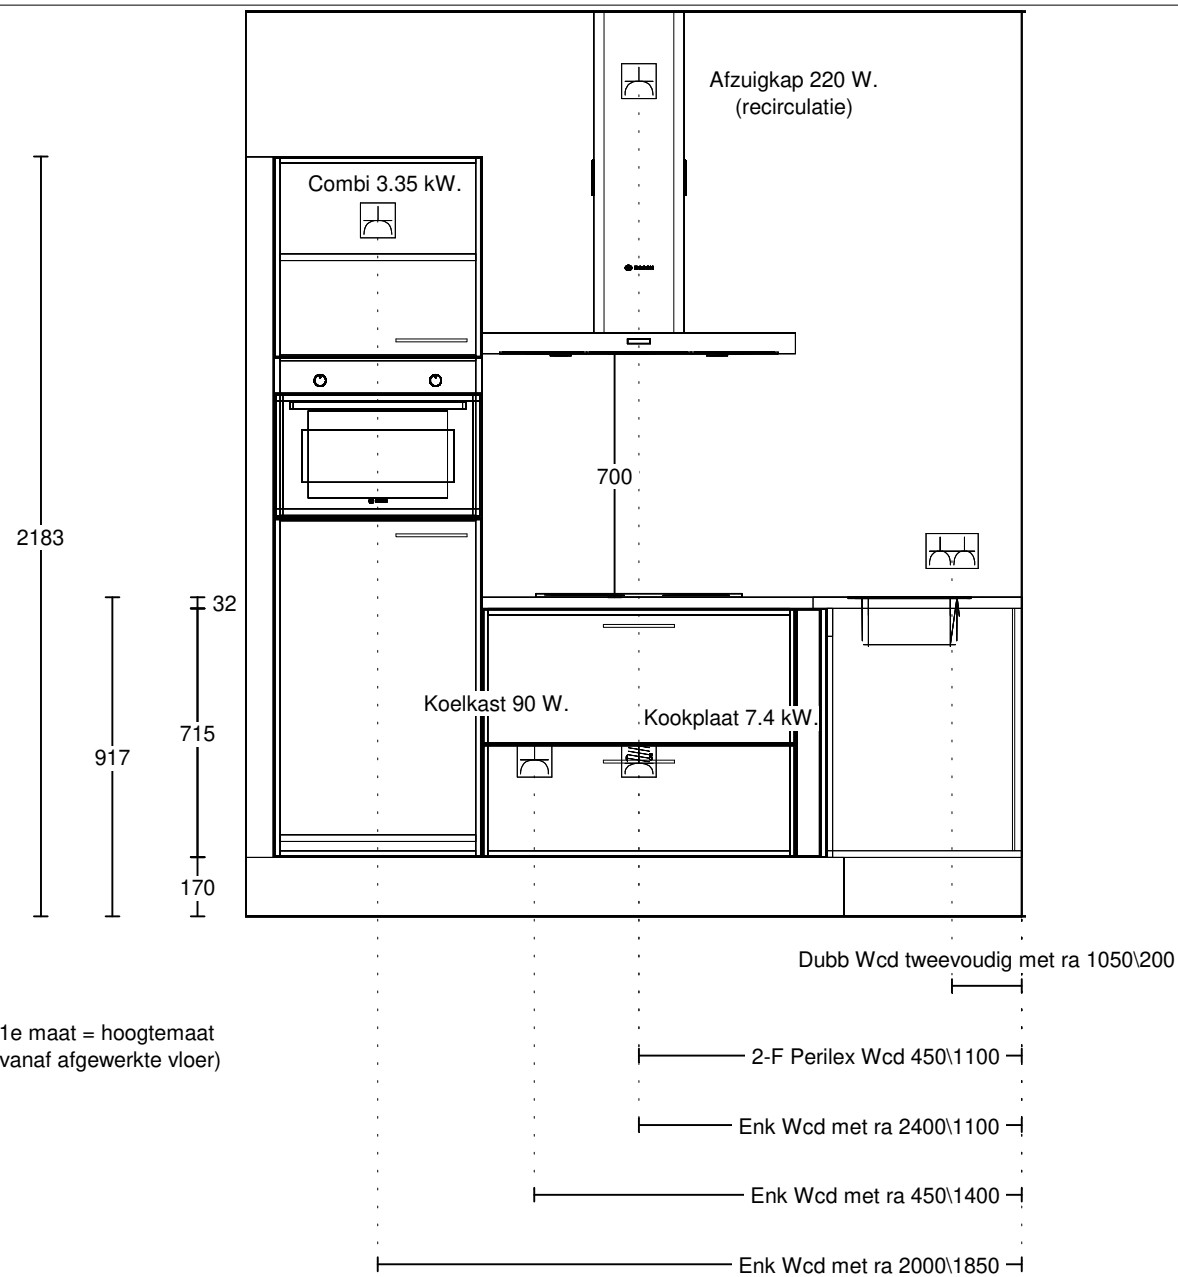 Afzuigkap 220 W.
(recirculatie)
Combi 3.35 kW.
700
2183
32
Koelkast 90 W.
Kookplaat 7.4 kW.
715
917
170
Dubb Wcd tweevoudig met ra 1050\200
1e maat = hoogtemaat
vanaf afgewerkte vloer)
2-F Perilex Wcd 450\1100
Enk Wcd met ra 2400\1100
Enk Wcd met ra 450\1400
Enk Wcd met ra 2000\1850